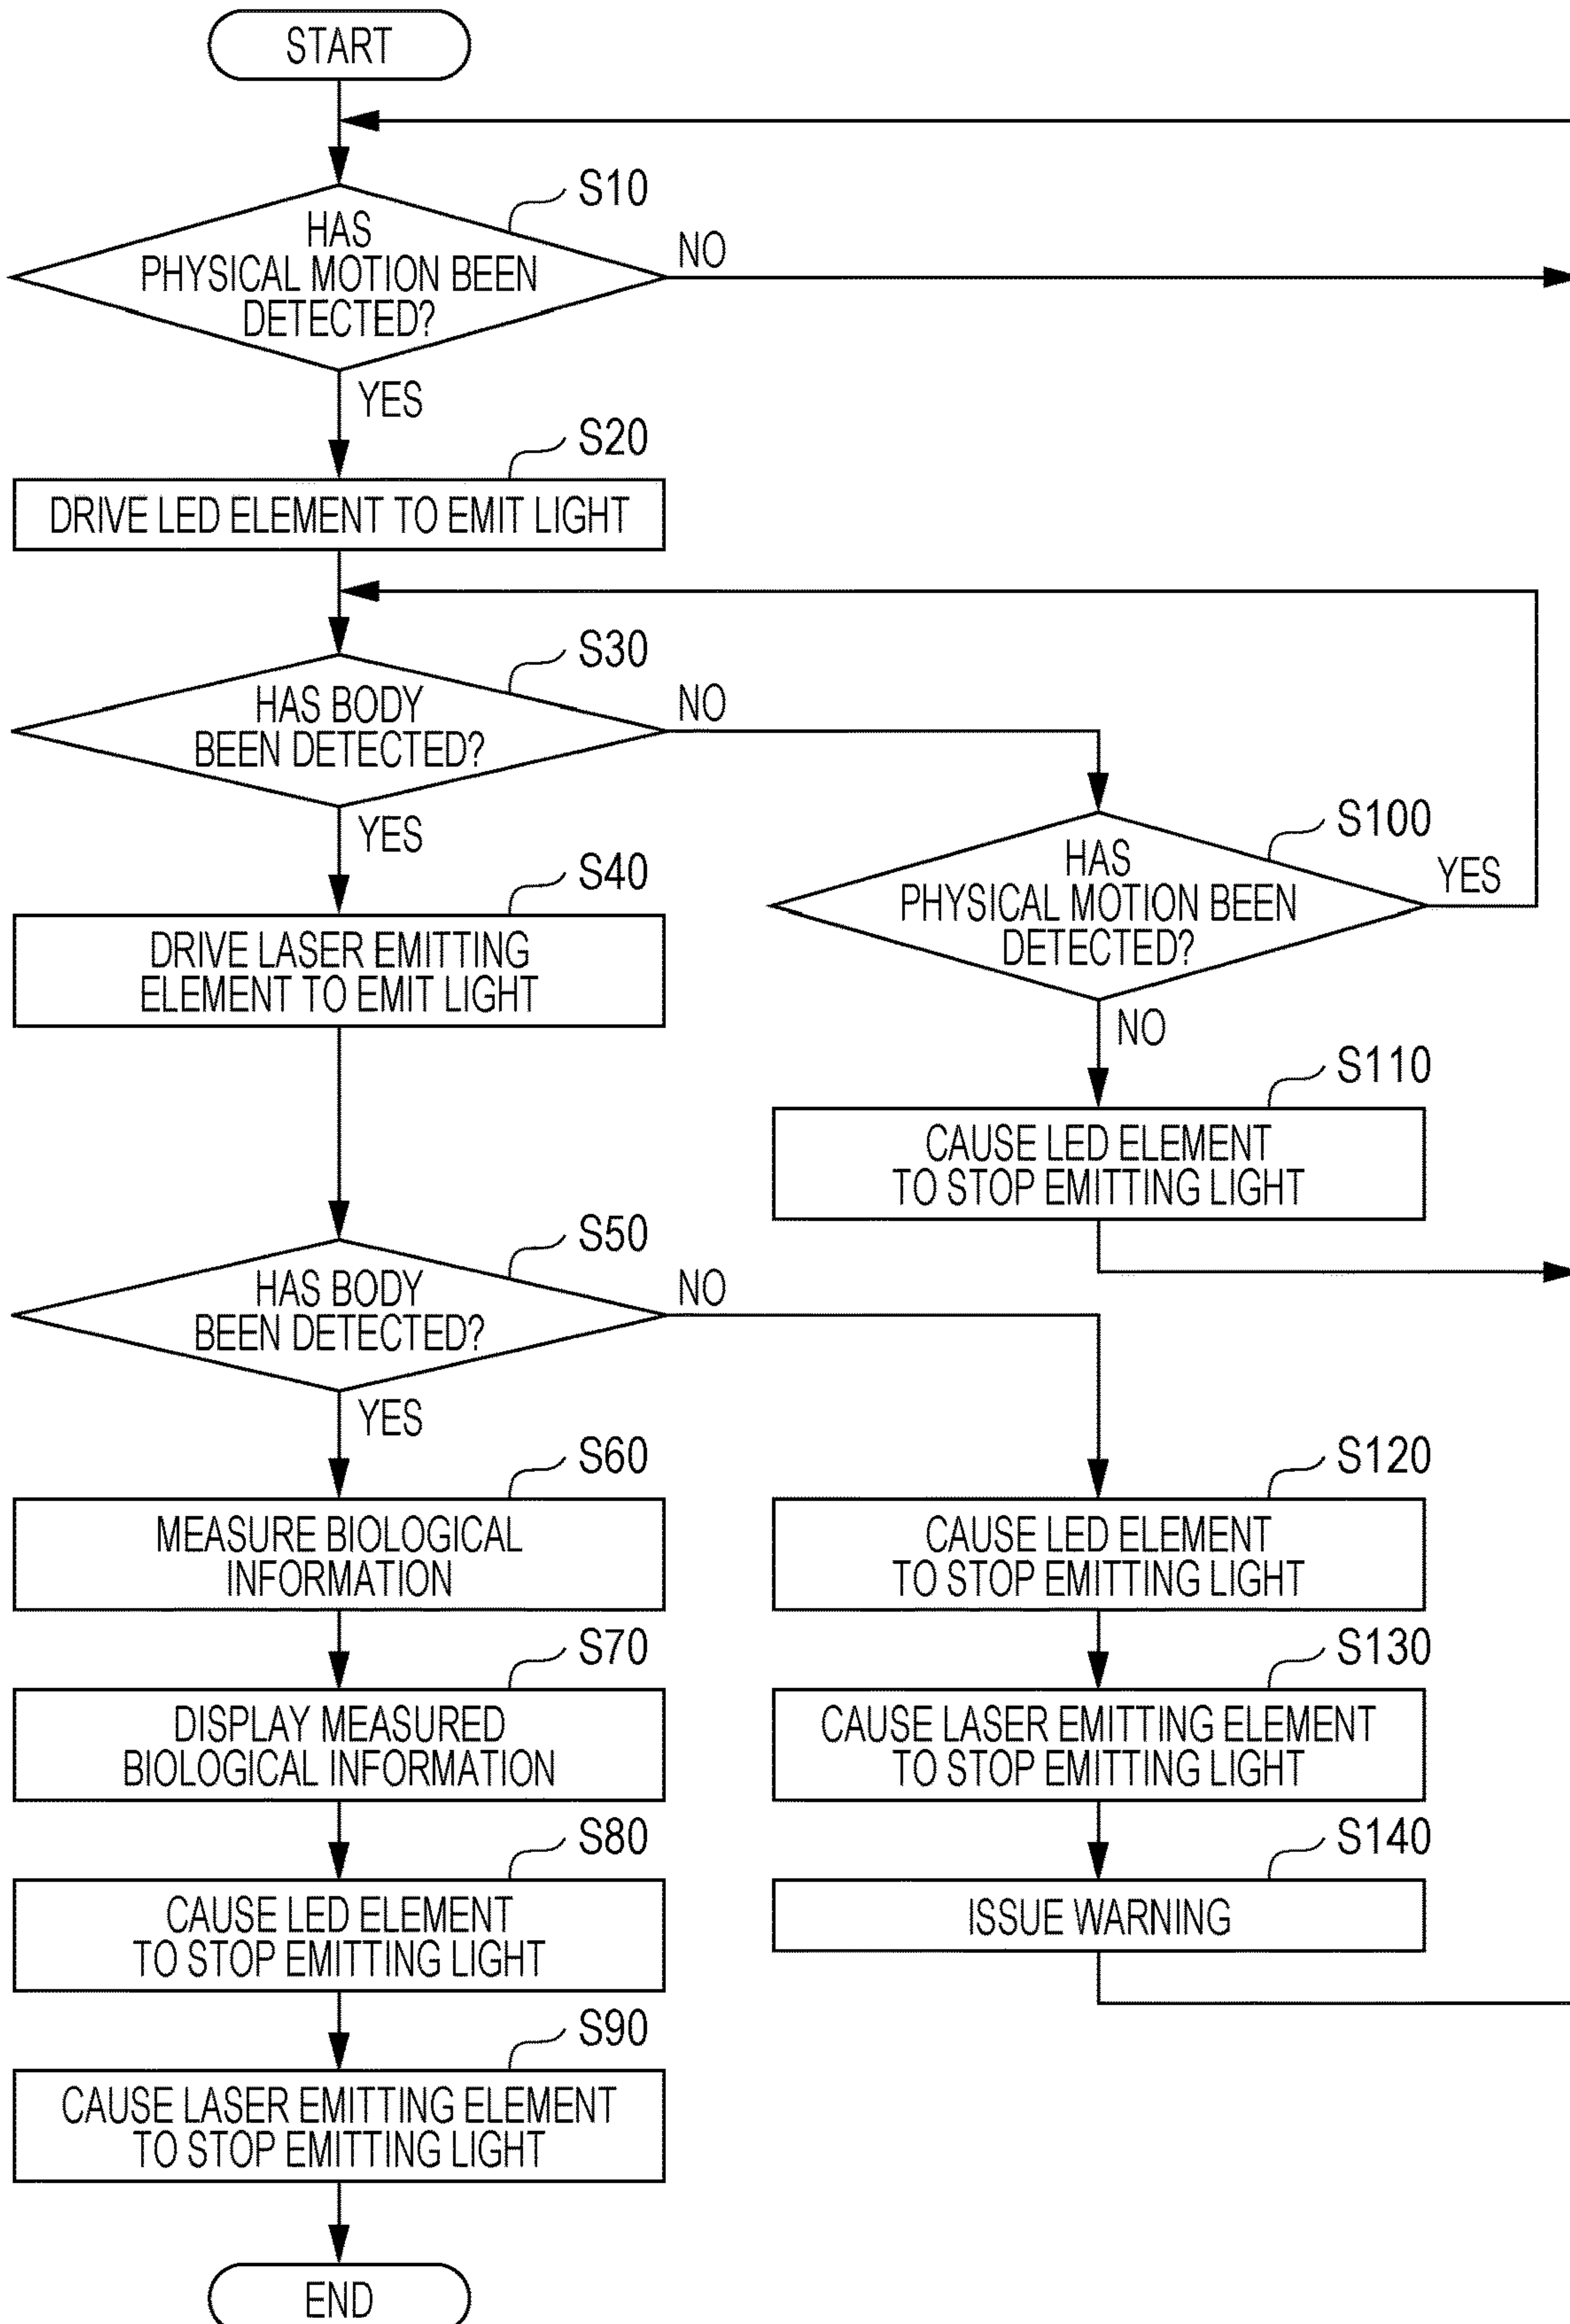 START
S10
HAS
PHYSICAL MOTION BEEN
DETECTED?
NO
YES
S20
DRIVE LED ELEMENT TO EMIT LIGHT
S30
HAS BODY
BEEN DETECTED?
NO
YES
S100
HAS
PHYSICAL MOTION BEEN
DETECTED?
YES
NO
S40
DRIVE LASER EMITTING
ELEMENT TO EMIT LIGHT
S110
CAUSE LED ELEMENT
TO STOP EMITTING LIGHT
S50
HAS BODY
BEEN DETECTED?
NO
YES
S60
MEASURE BIOLOGICAL
INFORMATION
S70
DISPLAY MEASURED
BIOLOGICAL INFORMATION
S80
CAUSE LED ELEMENT
TO STOP EMITTING LIGHT
S90
CAUSE LASER EMITTING ELEMENT
TO STOP EMITTING LIGHT
END
S120
CAUSE LED ELEMENT
TO STOP EMITTING LIGHT
S130
CAUSE LASER EMITTING ELEMENT
TO STOP EMITTING LIGHT
S140
ISSUE WARNING